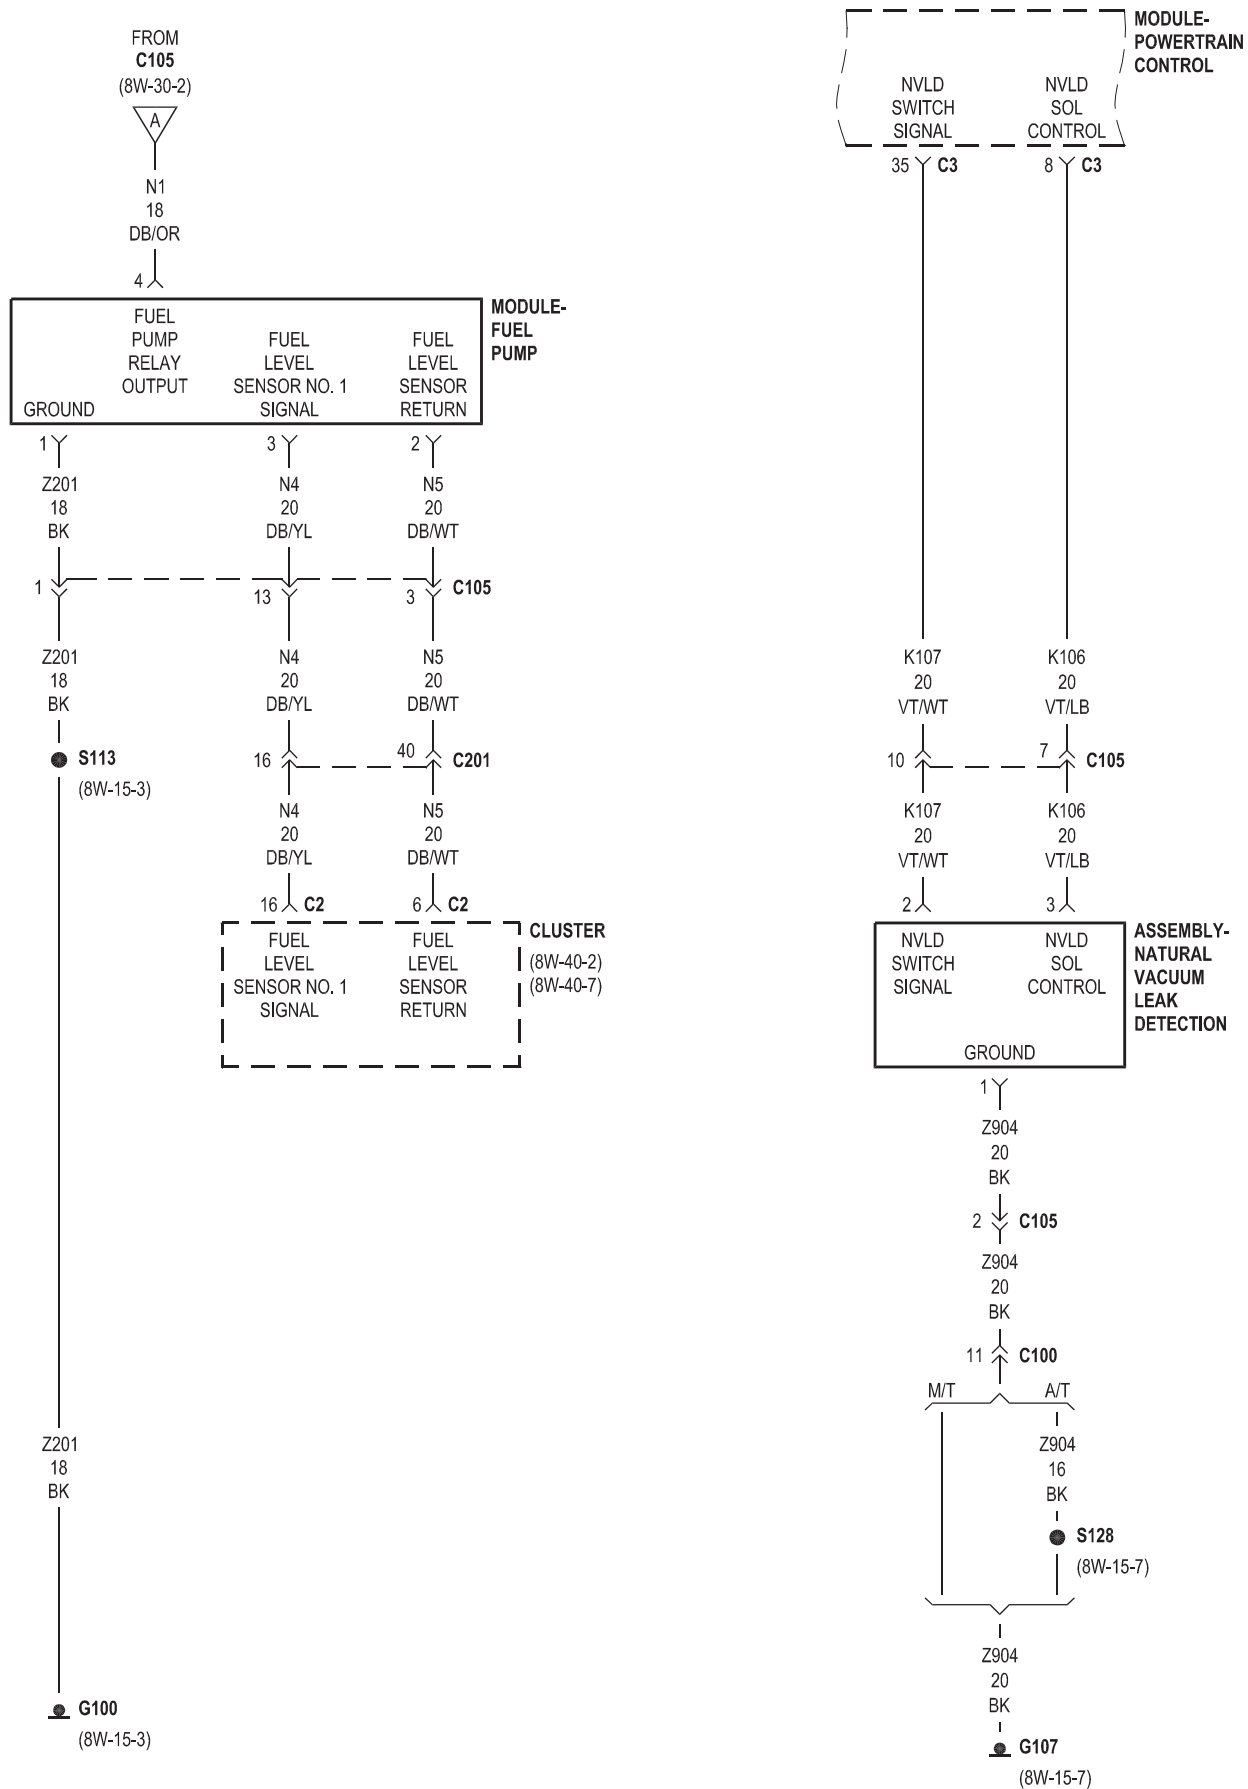 FROM
C105
(8W-30-2)
A
N1
18
DB/OR
4
MODULE-
FUEL
PUMP
FUEL
PUMP
RELAY
OUTPUT
FUEL
LEVEL
SENSOR NO. 1
SIGNAL
FUEL
LEVEL
SENSOR
RETURN
GROUND
1
3
2
Z201
18
BK
N4
20
DB/YL
N5
20
DB/WT
1
13
3
C105
Z201
18
BK
N4
20
DB/YL
N5
20
DB/WT
S113
(8W-15-3)
16
40
C201
N4
20
DB/YL
N5
20
DB/WT
16
C2
6
C2
CLUSTER
(8W-40-2)
(8W-40-7)
FUEL
LEVEL
SENSOR NO. 1
SIGNAL
FUEL
LEVEL
SENSOR
RETURN
Z201
18
BK
G100
(8W-15-3)
MODULE-
POWERTRAIN
CONTROL
NVLD
SWITCH
SIGNAL
NVLD
SOL
CONTROL
35
C3
8
C3
K107
20
VT/WT
K106
20
VT/LB
10
7
C105
K107
20
VT/WT
K106
20
VT/LB
2
3
ASSEMBLY-
NATURAL
VACUUM
LEAK
DETECTION
NVLD
SWITCH
SIGNAL
NVLD
SOL
CONTROL
GROUND
1
Z904
20
BK
2
C105
Z904
20
BK
11
C100
M/T
A/T
Z904
16
BK
S128
(8W-15-7)
Z904
20
BK
G107
(8W-15-7)